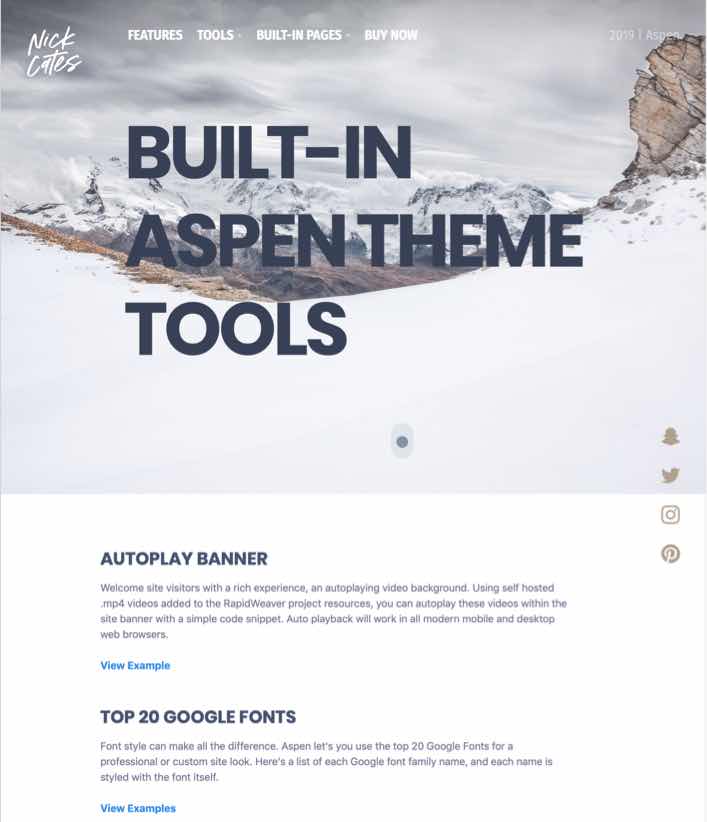 Nick
Cates
FEATURES TOOLS BUILT-IN PAGES BUY NOW
2019 | Aspen
BUILT-IN
ASPEN THEME
TOOLS
AUTOPLAY BANNER
Welcome site visitors with a rich experience, an autoplaying video background. Using self hosted
.mp4 videos added to the RapidWeaver project resources, you can autoplay these videos within the
site banner with a simple code snippet. Auto playback will work in all modern mobile and desktop
web browsers.
View Example
TOP 20 GOOGLE FONTS
Font style can make all the difference. Aspen let's you use the top 20 Google Fonts for a
professional or custom site look. Here's a list of each Google font family name, and each name is
styled with the font itself.
View Examples